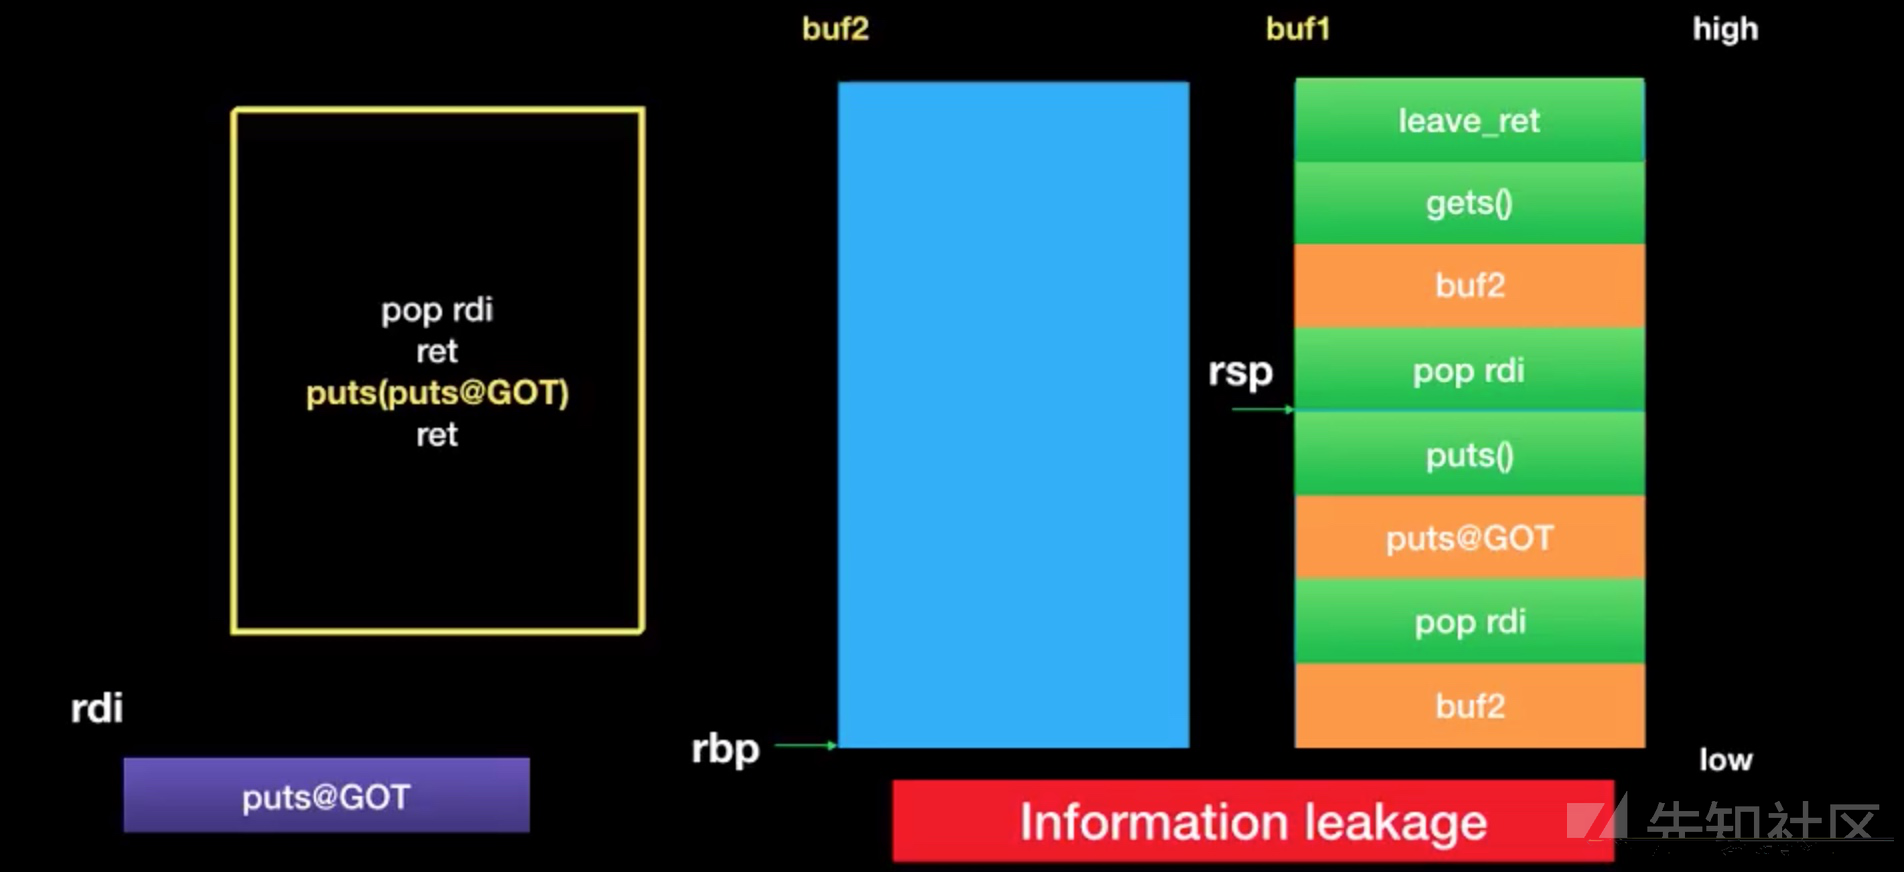 buf2
buf1
high
leave_ret
gets()
buf2
pop rdi
ret
puts(puts@GOT)
ret
rsp
pop rdi
puts()
puts@GOT
pop rdi
buf2
rdi
puts@GOT
rbp
low
Information leakage
先知社区